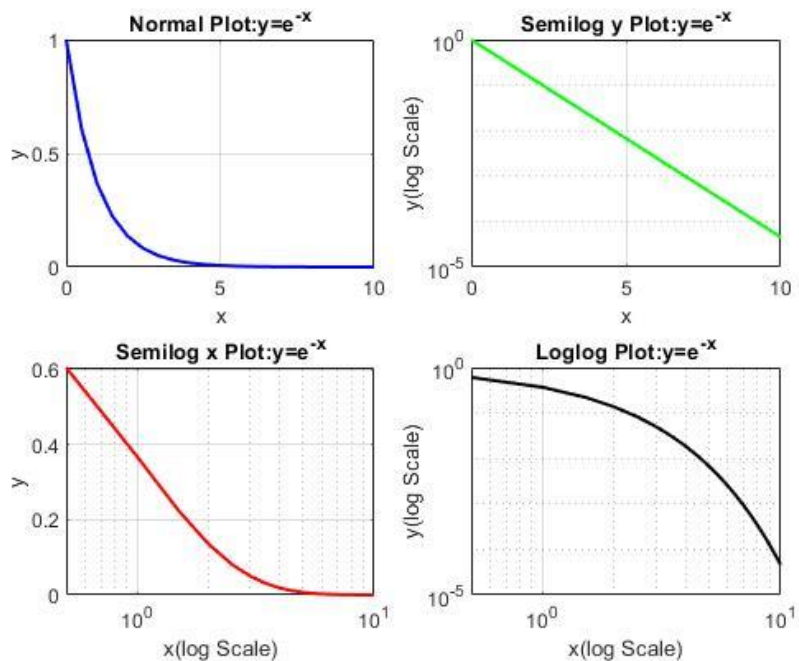 Normal Plot:y=e^-x
1
0.5
0
y
0
5
10
x
Semilog y Plot:y=e^-x
10^0
10^-5
y(log Scale)
0
5
10
x
Semilog x Plot:y=e^-x
0.6
0.4
0.2
0
y
10^0
10^1
x(log Scale)
Loglog Plot:y=e^-x
10^0
10^-5
y(log Scale)
10^0
10^1
x(log Scale)